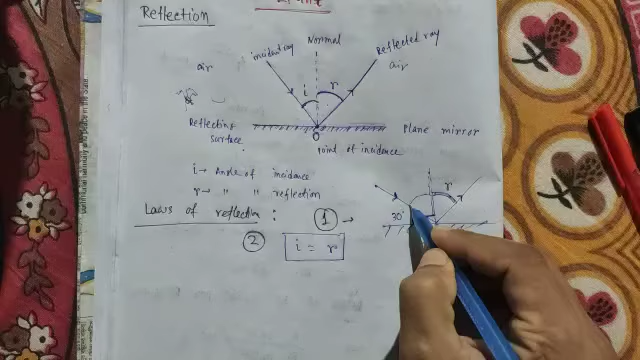 Reflection
Light
Normal
incident ray
Reflected ray
air
air
i
r
Reflecting
surface
O
Plane mirror
point of incidence
i → Angle of incidence
r → " " reflection
Laws of reflection : ① →
30°
i
r
② i = r